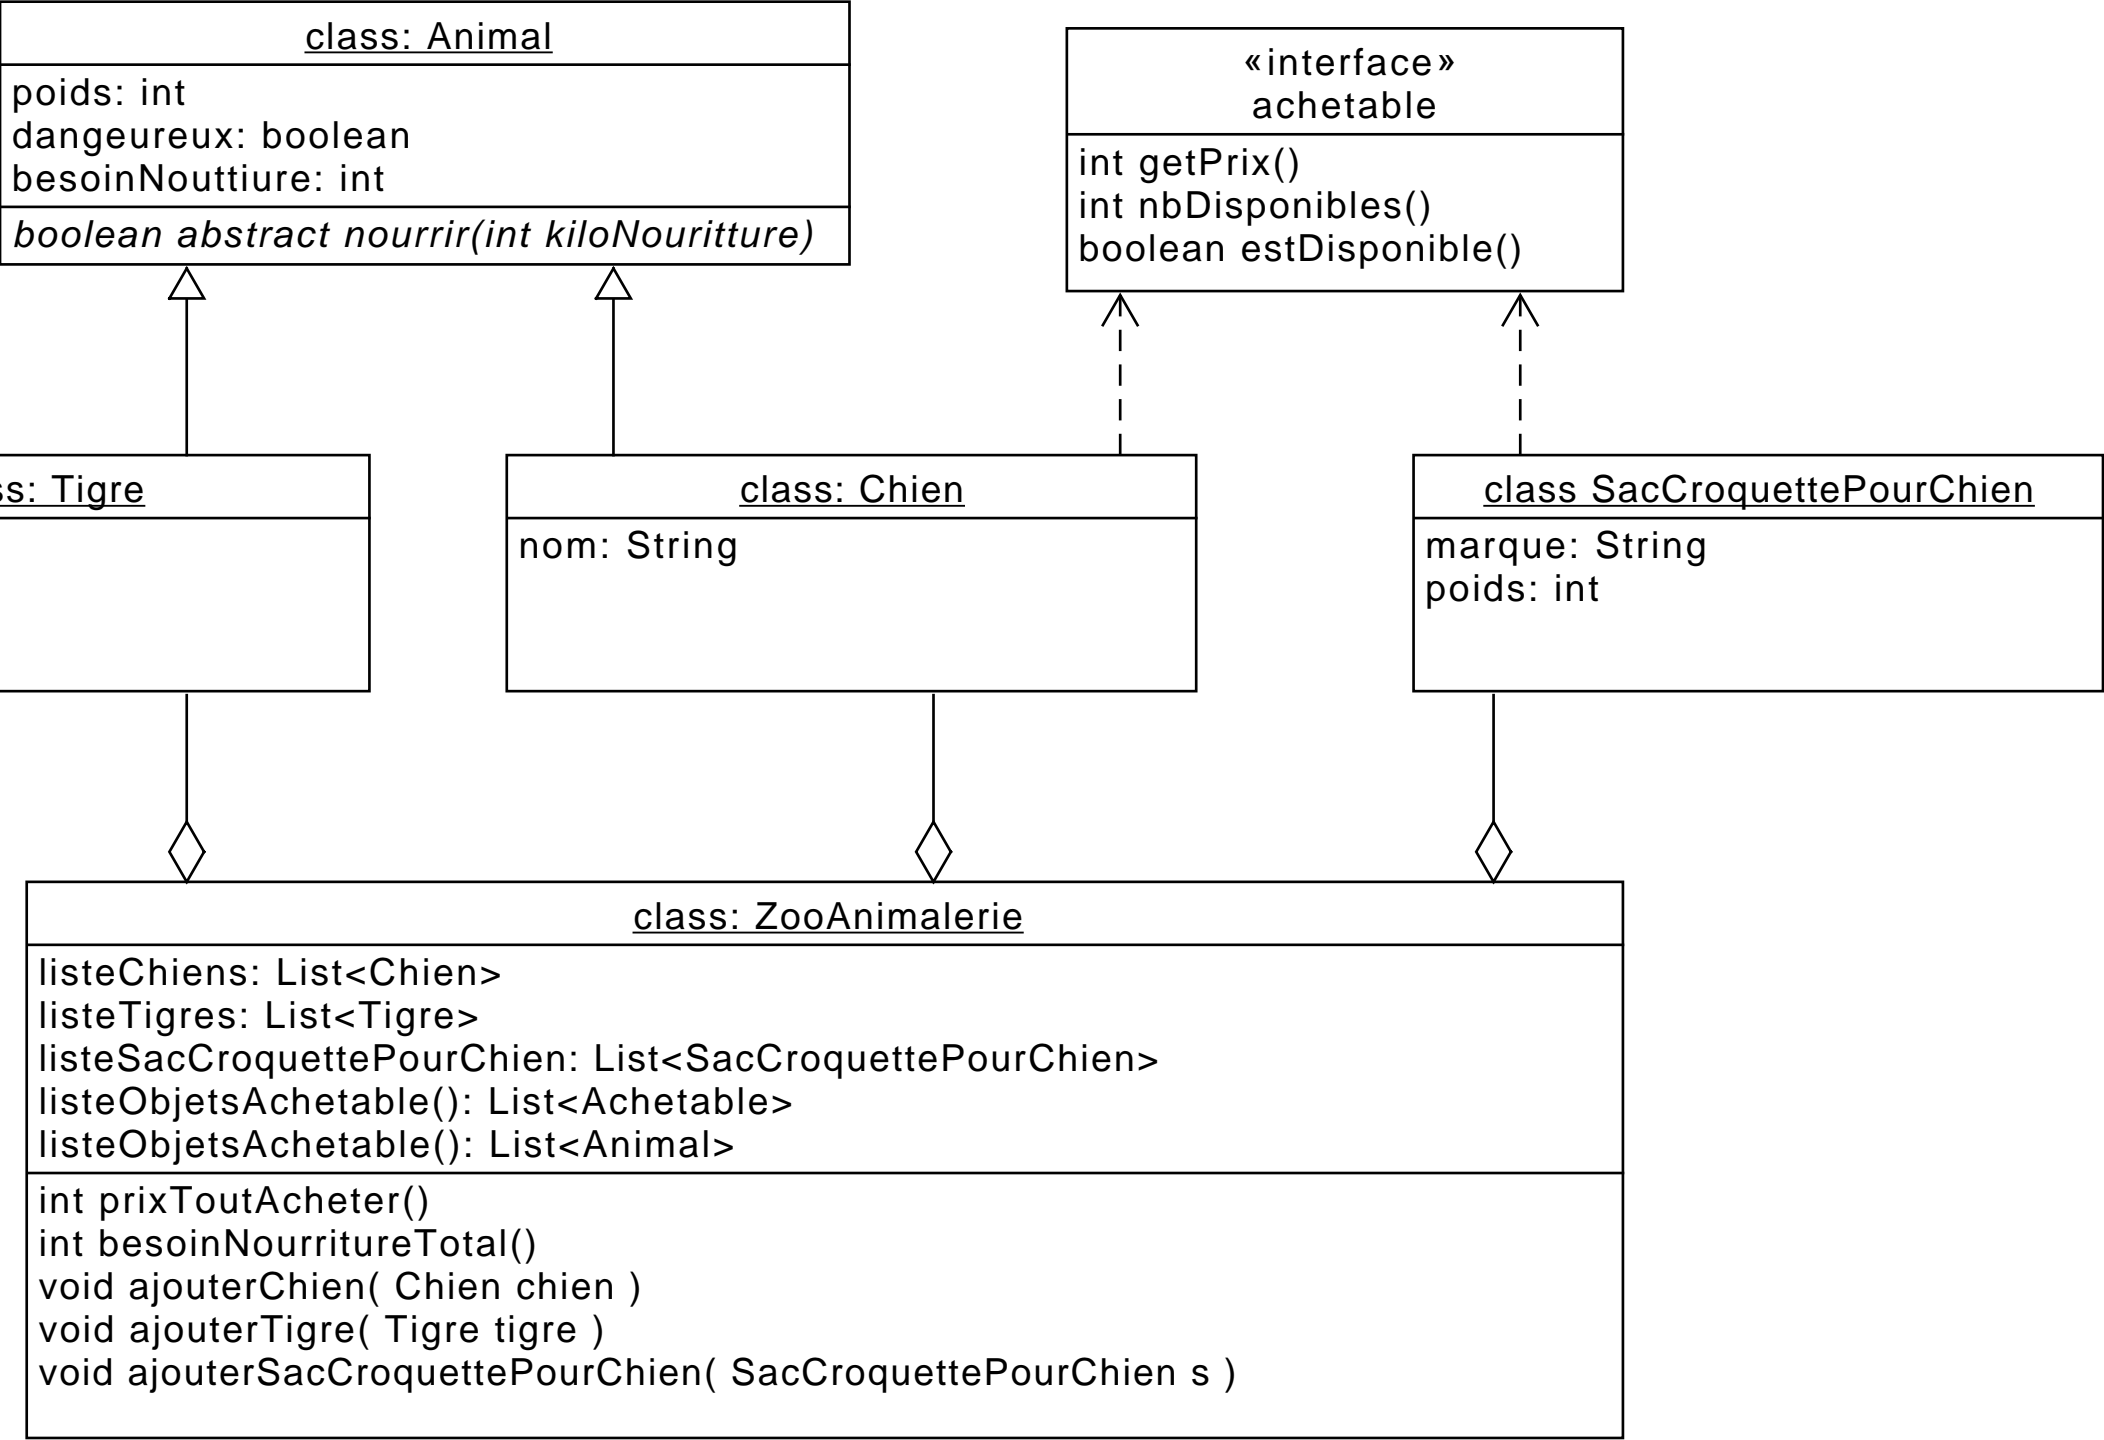 class: Animal
poids: int
dangeureux: boolean
besoinNouttiure: int
boolean abstract nourrir(int kiloNouritture)
«interface»
achetable
int getPrix()
int nbDisponibles()
boolean estDisponible()
ss: Tigre
class: Chien
nom: String
class SacCroquettePourChien
marque: String
poids: int
class: ZooAnimalerie
listeChiens: List<Chien>
listeTigres: List<Tigre>
listeSacCroquettePourChien: List<SacCroquettePourChien>
listeObjetsAchetable(): List<Achetable>
listeObjetsAchetable(): List<Animal>
int prixToutAcheter()
int besoinNourritureTotal()
void ajouterChien( Chien chien )
void ajouterTigre( Tigre tigre )
void ajouterSacCroquettePourChien( SacCroquettePourChien s )